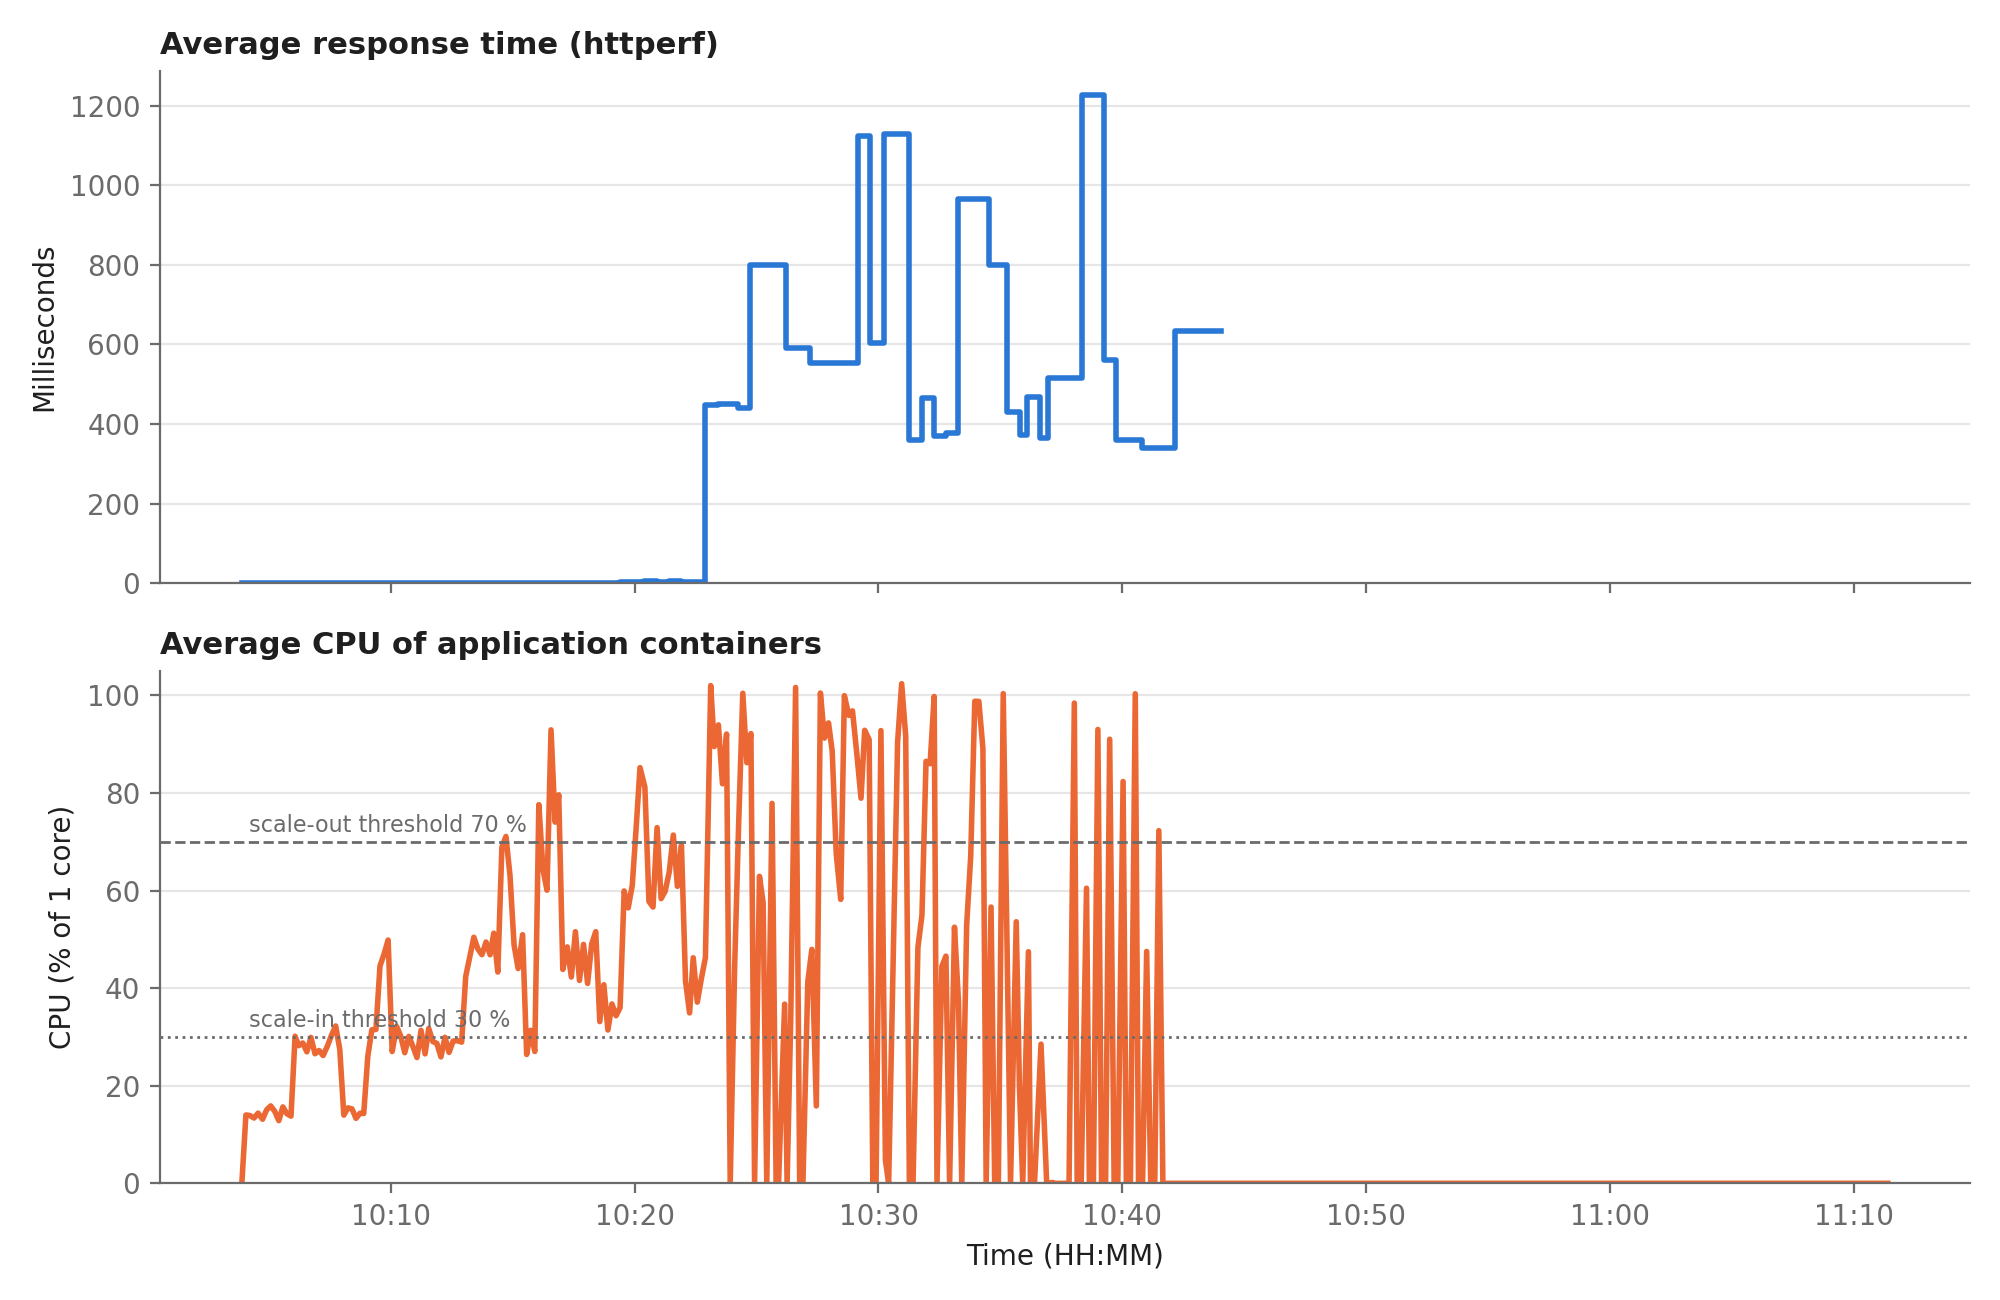 Average response time (httperf)
1200
1000
800
600
400
200
0
Milliseconds
Average CPU of application containers
100
80
60
40
20
0
CPU (% of 1 core)
scale-out threshold 70 %
scale-in threshold 30 %
10:10 10:20 10:30 10:40 10:50 11:00 11:10
Time (HH:MM)